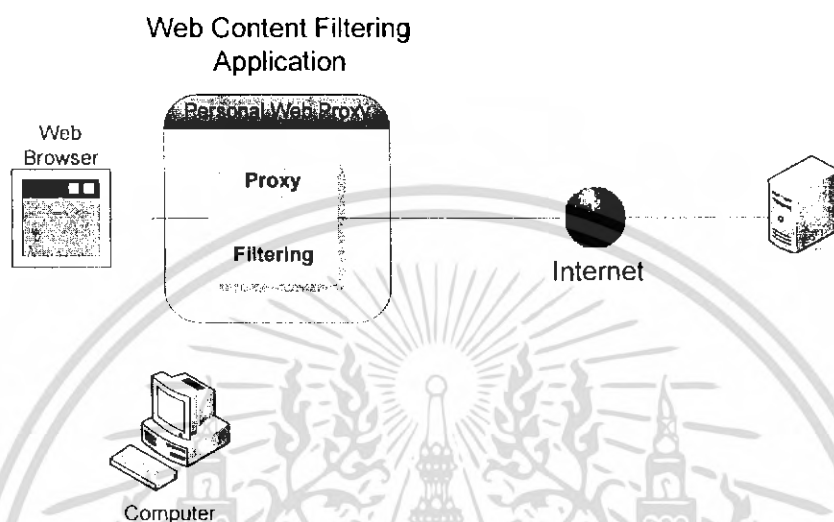 Web Content Filtering
Application
Personal Web Proxy
Web
Browser
Proxy
Filtering
Internet
Computer